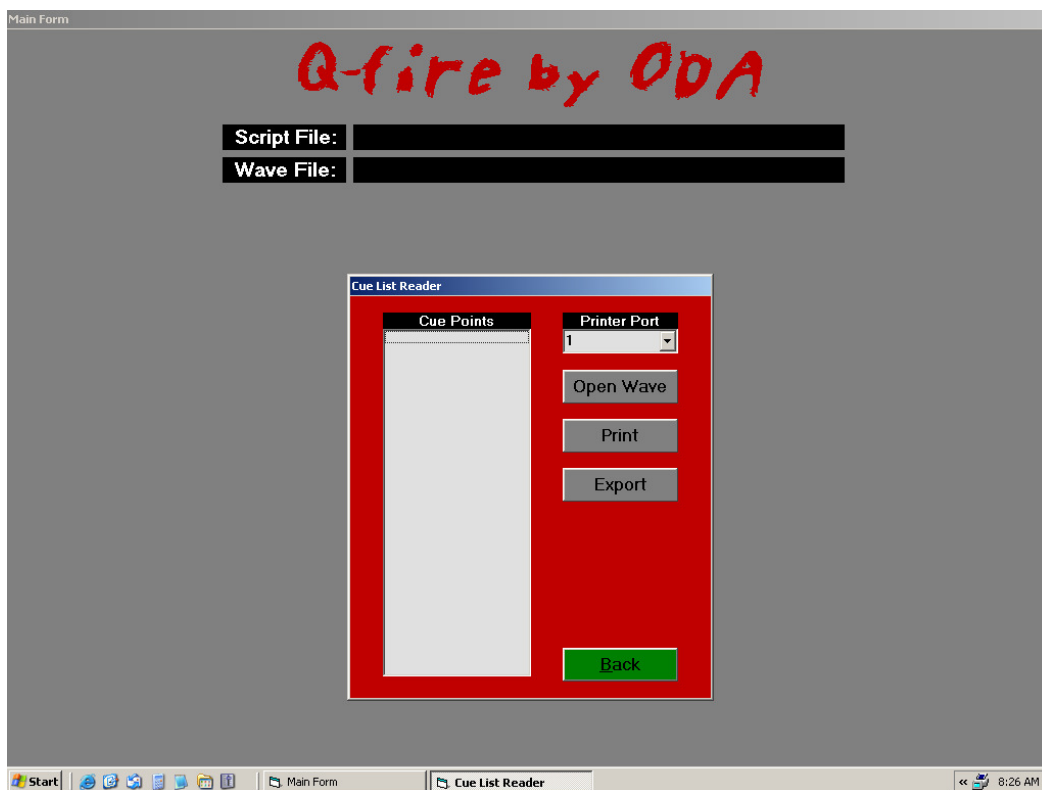 Main Form
Q-fire by ODA
Script File:
Wave File:
Cue List Reader
Cue Points
Printer Port
1
Open Wave
Print
Export
Back
Start
Main Form
Cue List Reader
8:26 AM